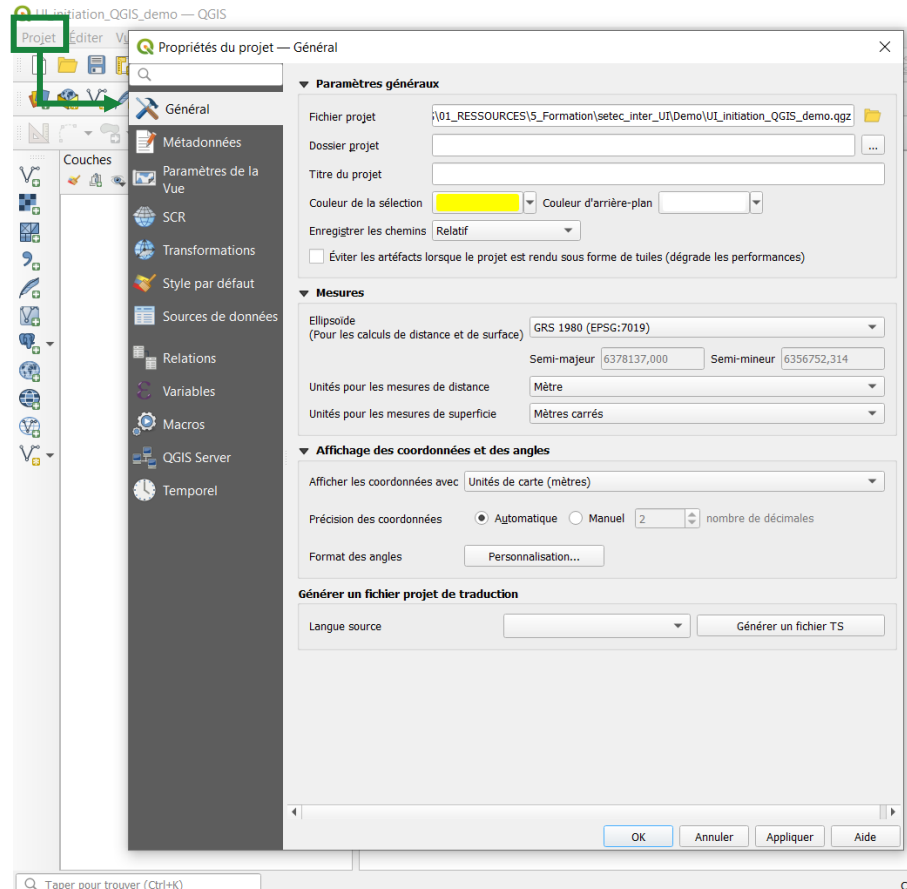 UI_initiation_QGIS_demo — QGIS
Projet Éditer
Propriétés du projet — Général
Couches
Général
Métadonnées
Paramètres de la
Vue
SCR
Transformations
Style par défaut
Sources de données
Relations
Variables
Macros
QGIS Server
Temporel
Paramètres généraux
Fichier projet \01_RESSOURCES\5_Formation\setec_inter_UI\Demo\UI_initiation_QGIS_demo.qgz
Dossier projet ...
Titre du projet
Couleur de la sélection Couleur d'arrière-plan
Enregistrer les chemins Relatif
Éviter les artéfacts lorsque le projet est rendu sous forme de tuiles (dégrade les performances)
Mesures
Ellipsoïde
(Pour les calculs de distance et de surface) GRS 1980 (EPSG:7019)
Semi-majeur 6378137,000 Semi-mineur 6356752,314
Unités pour les mesures de distance Mètre
Unités pour les mesures de superficie Mètres carrés
Affichage des coordonnées et des angles
Afficher les coordonnées avec Unités de carte (mètres)
Précision des coordonnées Automatique Manuel 2 nombre de décimales
Format des angles Personnalisation...
Générer un fichier projet de traduction
Langue source Générer un fichier TS
OK Annuler Appliquer Aide
Taper pour trouver (Ctrl+K)